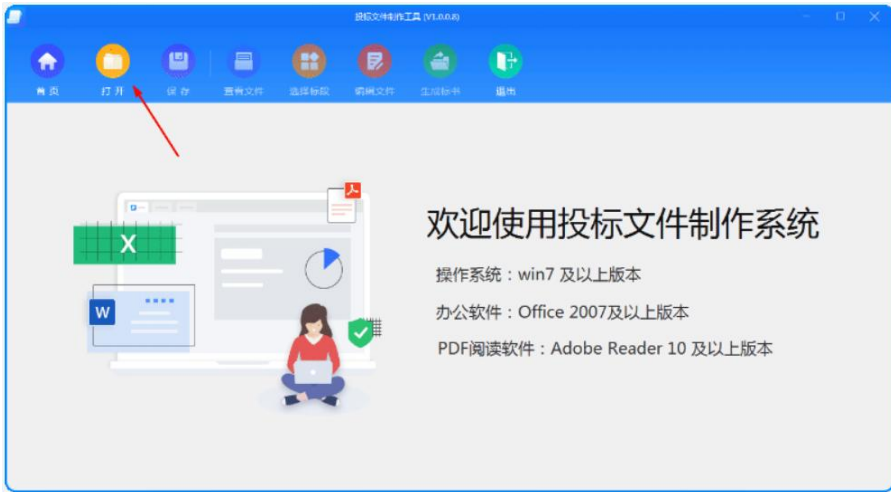 投标文件制作工具 (V1.0.0.8)
首页 打开 保存 查看文件 选择标段 编辑文件 生成标书 退出
X
W
欢迎使用投标文件制作系统
操作系统：win7 及以上版本
办公软件：Office 2007及以上版本
PDF阅读软件：Adobe Reader 10 及以上版本